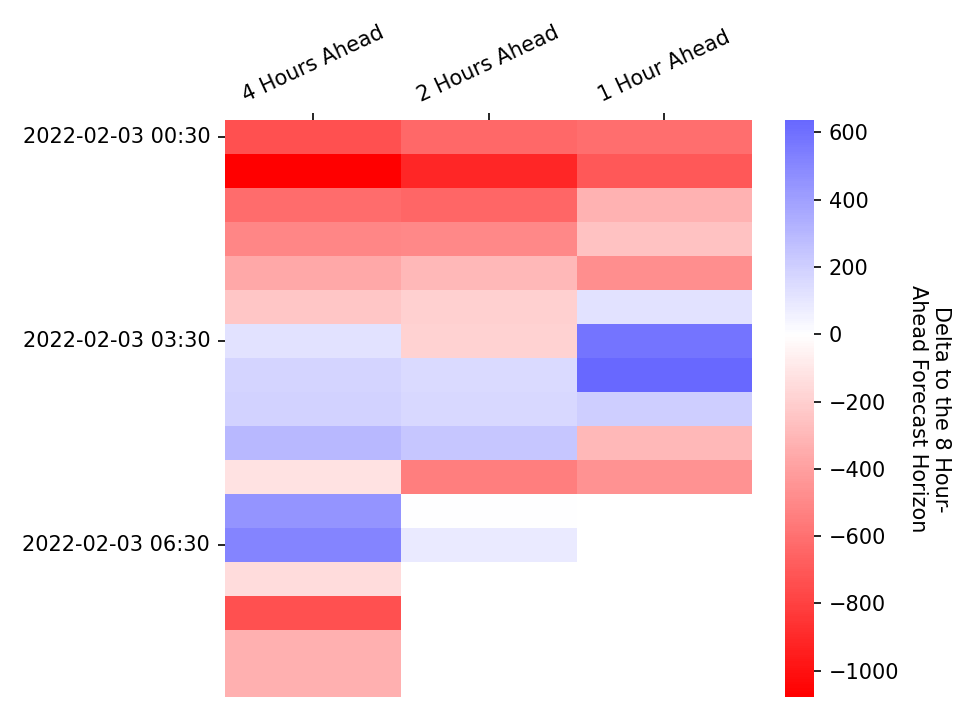 4 Hours Ahead
2 Hours Ahead
1 Hour Ahead
2022-02-03 00:30
2022-02-03 03:30
2022-02-03 06:30
600
400
200
0
−200
−400
−600
−800
−1000
Delta to the 8 Hour-
Ahead Forecast Horizon